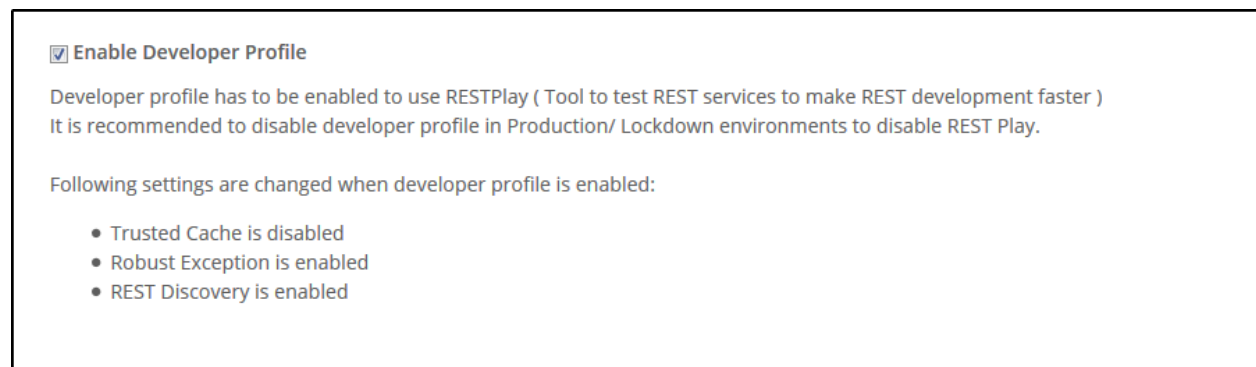 Enable Developer Profile
Developer profile has to be enabled to use RESTPlay ( Tool to test REST services to make REST development faster )
It is recommended to disable developer profile in Production/ Lockdown environments to disable REST Play.
Following settings are changed when developer profile is enabled:
• Trusted Cache is disabled
• Robust Exception is enabled
• REST Discovery is enabled